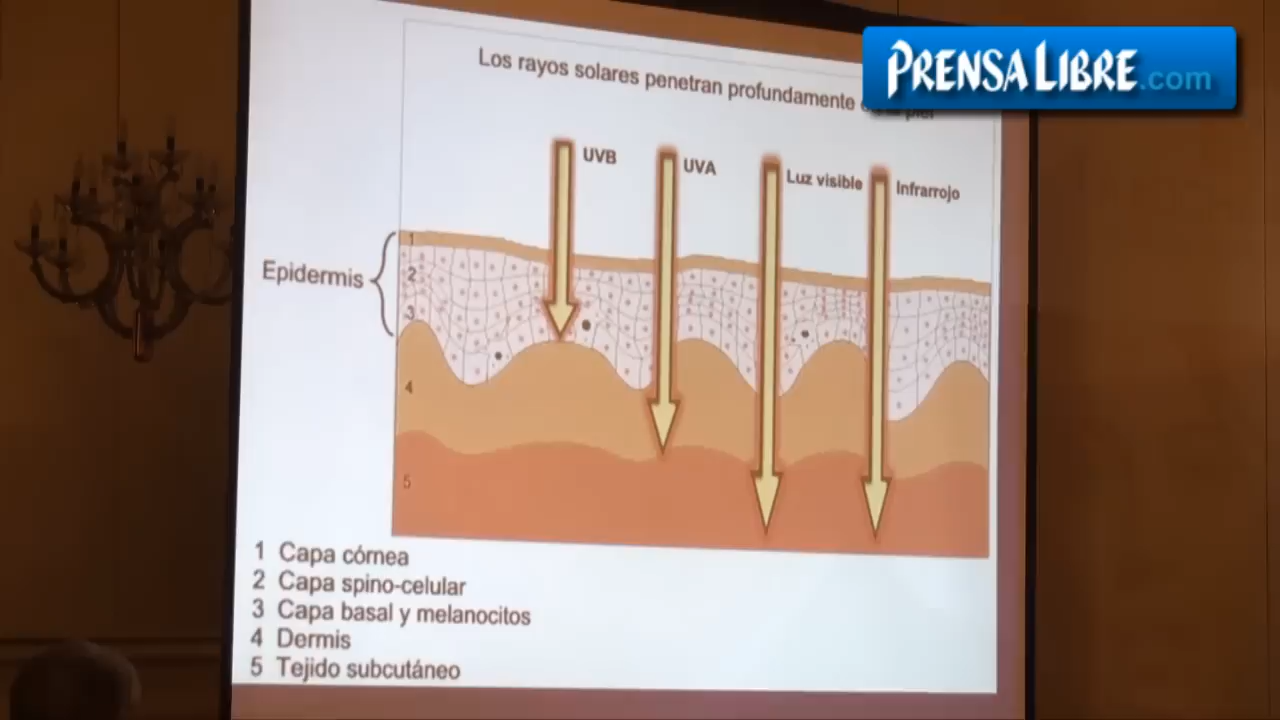 PRENSA LIBRE.com
Los rayos solares penetran profundamente
piel
UVB
UVA
Luz visible
Infrarrojo
Epidermis
1
2
3
4
5
1 Capa córnea
2 Capa spino-celular
3 Capa basal y melanocitos
4 Dermis
5 Tejido subcutáneo